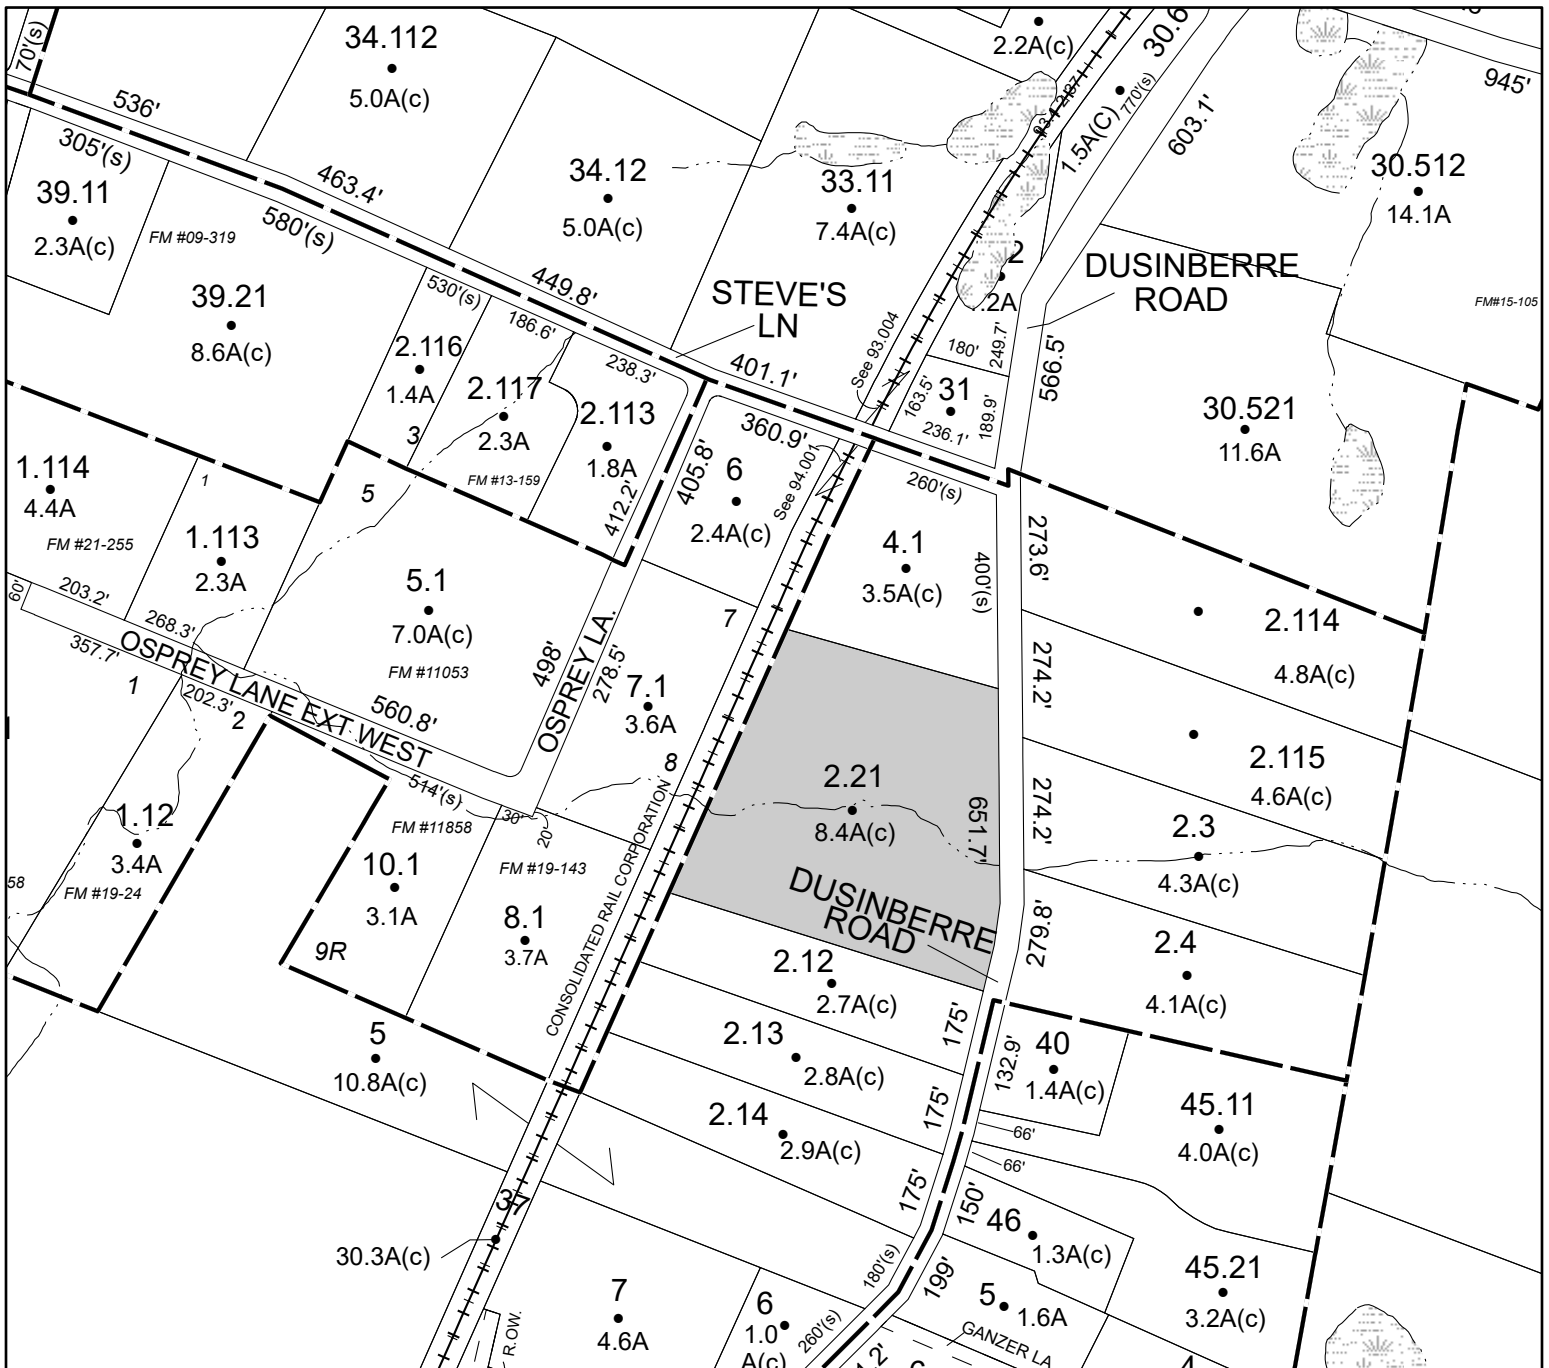 34.112
5.0A(c)
70'(s)
536'
305'(s)
39.11
2.3A(c)
FM #09-319
463.4'
580'(s)
34.12
5.0A(c)
33.11
7.4A(c)
2.2A(c)
30.6
770'(s)
1.5A(C)
603.1'
945'
30.512
14.1A
FM#15-105
39.21
8.6A(c)
530'(s)
449.8'
186.6'
2.116
1.4A
3
2.117
2.3A
FM #13-159
238.3'
2.113
1.8A
412.2'
STEVE'S
LN
401.1'
See 93.004
2
.2A
249.7'
180'
163.5'
31
236.1'
189.9'
DUSINBERRE
ROAD
566.5'
30.521
11.6A
1.114
4.4A
FM #21-255
1
1.113
2.3A
5
5.1
7.0A(c)
FM #11053
405.8'
360.9'
6
2.4A(c)
See 94.001
260'(s)
4.1
3.5A(c)
400'(s)
273.6'
2.114
4.8A(c)
60'
203.2'
268.3'
357.7'
OSPREY LANE EXT WEST
202.3'
1
2
560.8'
498'
OSPREY LA.
278.5'
7
7.1
3.6A
8
274.2'
2.115
4.6A(c)
2.21
8.4A(c)
651.7'
274.2'
2.3
4.3A(c)
1.12
3.4A
FM #19-24
58
514'(s)
FM #11858
10.1
3.1A
9R
30'
20'
FM #19-143
8.1
3.7A
CONSOLIDATED RAIL CORPORATION
DUSINBERRE
ROAD
279.8'
2.4
4.1A(c)
2.12
2.7A(c)
175'
2.13
2.8A(c)
175'
2.14
2.9A(c)
175'
132.9'
40
1.4A(c)
66'
66'
45.11
4.0A(c)
5
10.8A(c)
37
30.3A(c)
150'
46
1.3A(c)
180'(s)
199'
45.21
3.2A(c)
7
4.6A
R.OW.
6
1.0
A(c)
260'(s)
5
1.6A
GANZER LA